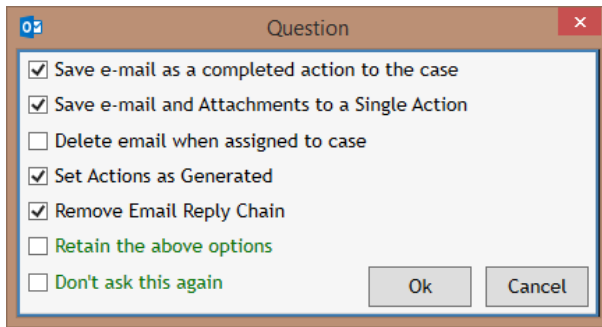 Question
Save e-mail as a completed action to the case
Save e-mail and Attachments to a Single Action
Delete email when assigned to case
Set Actions as Generated
Remove Email Reply Chain
Retain the above options
Don't ask this again
Ok Cancel